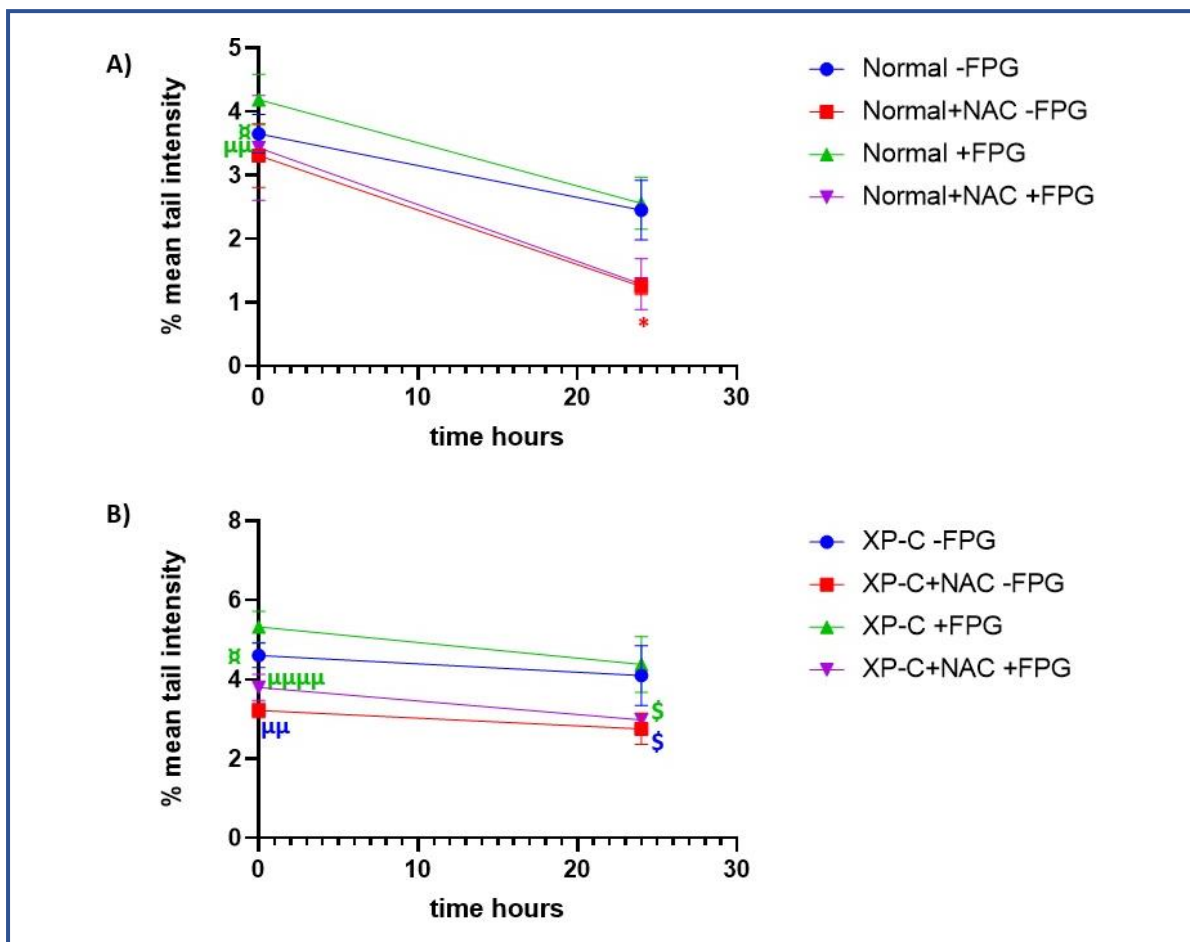 A)
% mean tail intensity
5
4
3
2
1
0
¤
µµ
*
0 10 20 30
time hours
Normal -FPG
Normal+NAC -FPG
Normal +FPG
Normal+NAC +FPG
B)
% mean tail intensity
8
6
4
2
0
¤
µµµµ
µµ
$
$
0 10 20 30
time hours
XP-C -FPG
XP-C+NAC -FPG
XP-C +FPG
XP-C+NAC +FPG